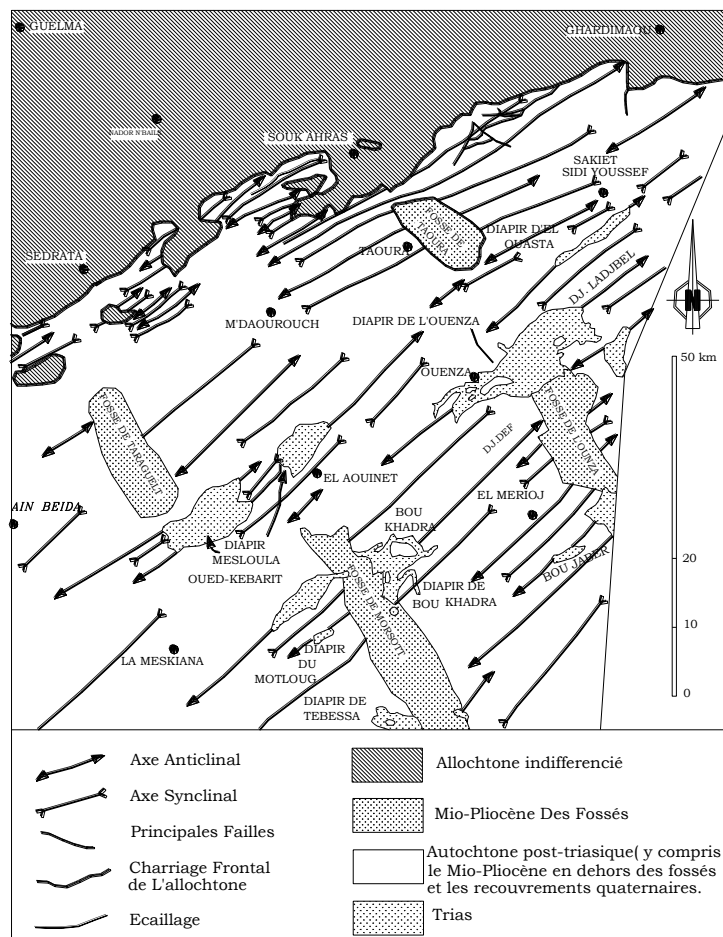 GUELMA
GHARDIMAOU
SOUK AHRAS
SAKIET
SIDI YOUSSEF
SEDRATA
FOSSE DE
TAOURA
TAOURA
DIAPIR D'EL
OUASTA
DJ. LADJBEL
N
M'DAOUROUCH
DIAPIR DE L'OUENZA
50 km
OUENZA
FOSSE DE TARAGUELT
DJ.DEF
FOSSE DE LOUNZA
EL AOUINET
EL MERIOJ
AIN BEIDA
BOU
KHADRA
DIAPIR
MESLOULA
OUED-KEBARIT
20
BOU JABER
DIAPIR DE
BOU KHADRA
FOSSE DE MORSOTT
10
LA MESKIANA
DIAPIR
DU
MOTLOUG
0
DIAPIR DE
TEBESSA
Axe Anticlinal
Axe Synclinal
Principales Failles
Charriage Frontal
de L'allochtone
Ecaillage
Allochtone indifferencié
Mio-Pliocène Des Fossés
Autochtone post-triasique( y compris
le Mio-Pliocène en dehors des fossés
et les recouvrements quaternaires.
Trias